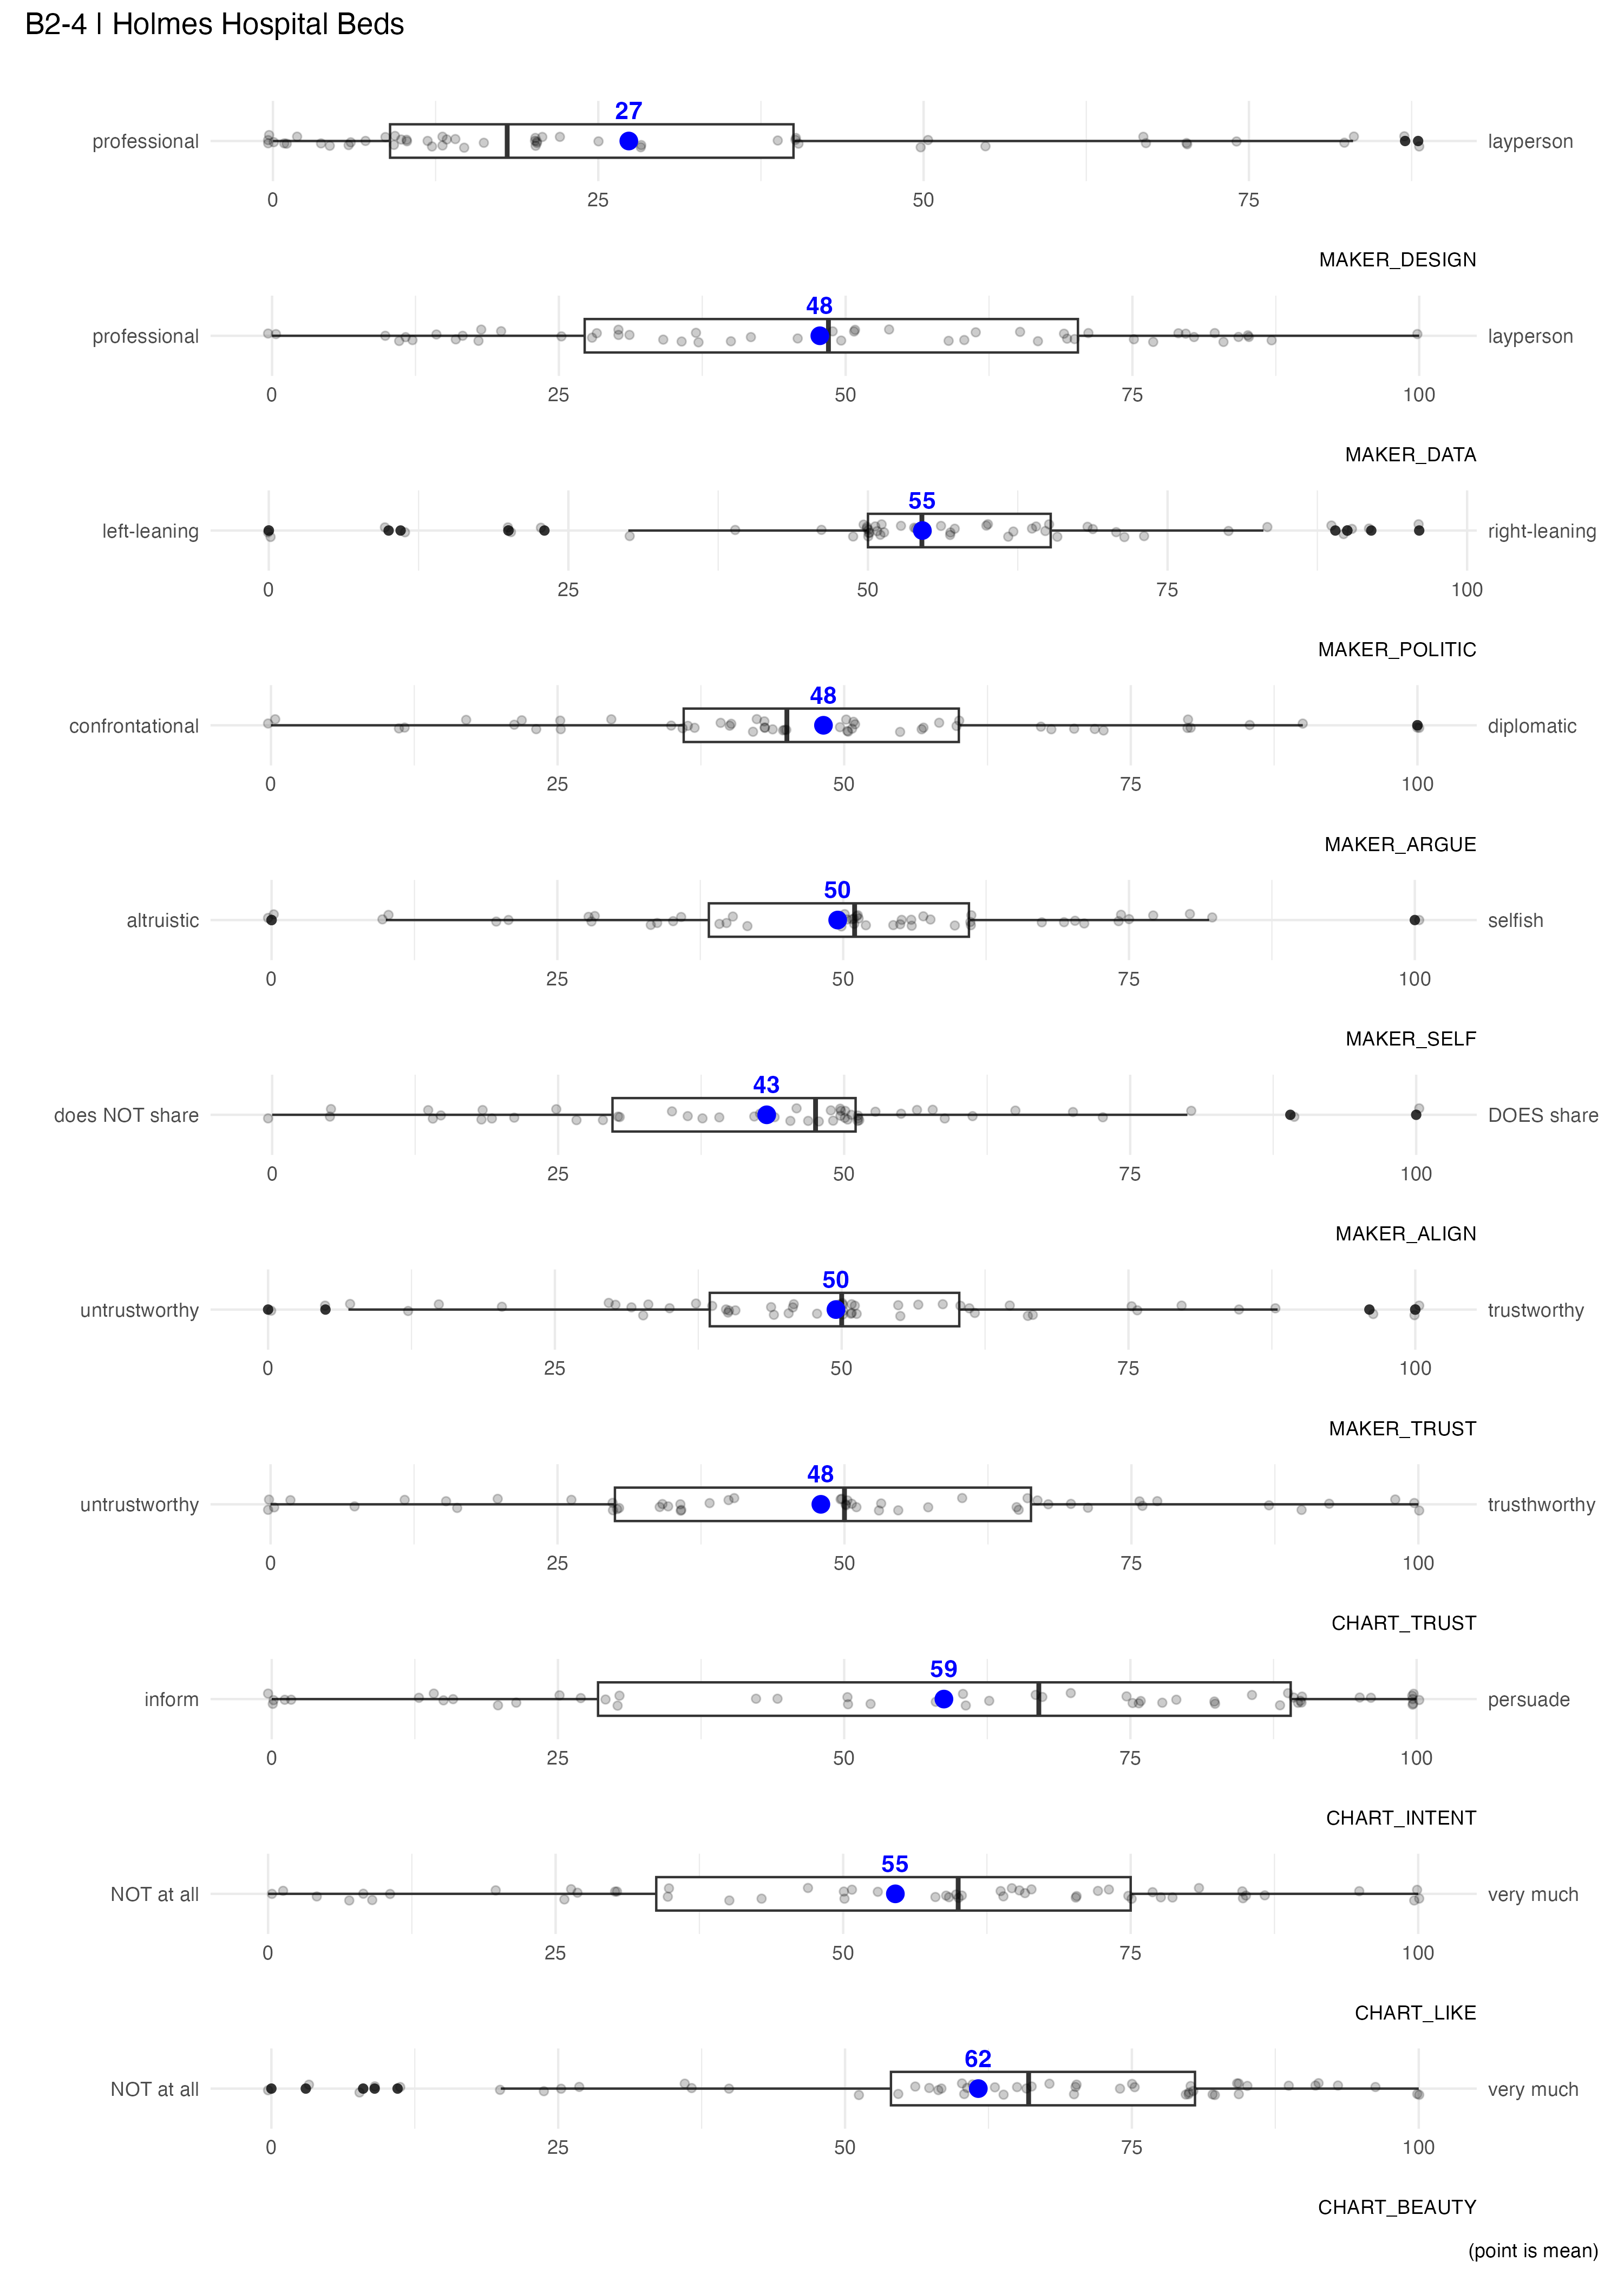 B2-4 | Holmes Hospital Beds
27
professional layperson
0 25 50 75
MAKER_DESIGN
48
professional layperson
0 25 50 75 100
MAKER_DATA
55
left-leaning right-leaning
0 25 50 75 100
MAKER_POLITIC
48
confrontational diplomatic
0 25 50 75 100
MAKER_ARGUE
50
altruistic selfish
0 25 50 75 100
MAKER_SELF
43
does NOT share DOES share
0 25 50 75 100
MAKER_ALIGN
50
untrustworthy trustworthy
0 25 50 75 100
MAKER_TRUST
48
untrustworthy trusthworthy
0 25 50 75 100
CHART_TRUST
59
inform persuade
0 25 50 75 100
CHART_INTENT
55
NOT at all very much
0 25 50 75 100
CHART_LIKE
62
NOT at all very much
0 25 50 75 100
CHART_BEAUTY
(point is mean)